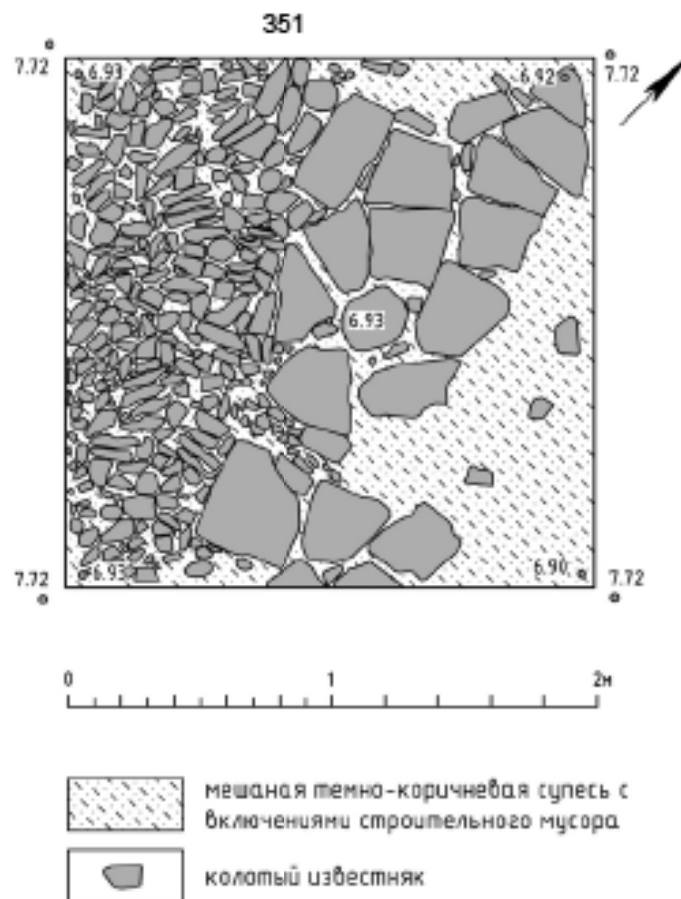 351
7.72 7.72
6.93 6.92
6.93
6.93 6.90
7.72 7.72
0 1 2м
мешаная темно-коричневая супесь с
включениями строительного мусора
колотый известняк